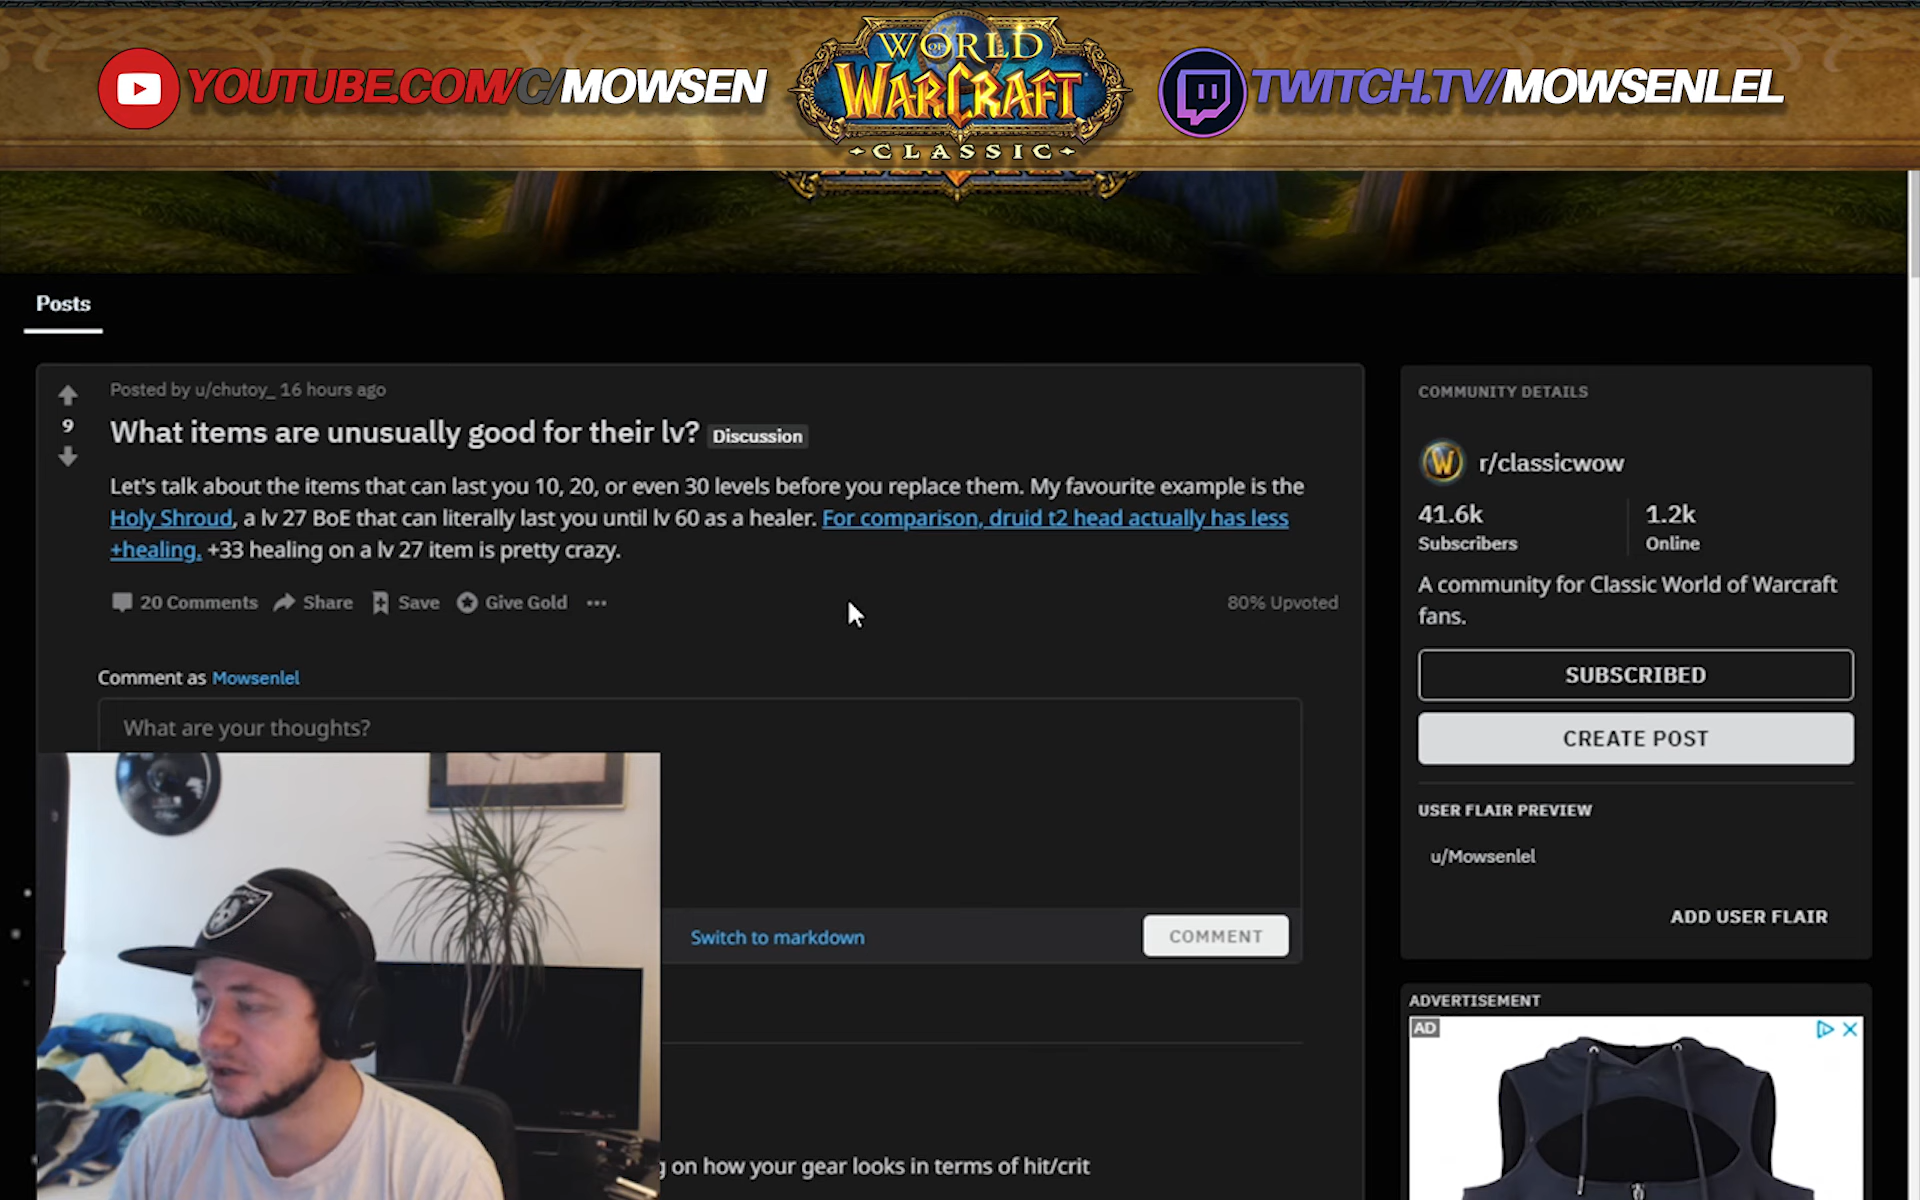 YOUTUBE.COM/C/MOWSEN
WORLD OF WARCRAFT
CLASSIC
TWITCH.TV/MOWSENLEL
Posts
Posted by u/chutoy_ 16 hours ago
9
What items are unusually good for their lv? Discussion
Let's talk about the items that can last you 10, 20, or even 30 levels before you replace them. My favourite example is the
Holy Shroud, a lv 27 BoE that can literally last you until lv 60 as a healer. For comparison, druid t2 head actually has less
+healing. +33 healing on a lv 27 item is pretty crazy.
20 Comments Share Save Give Gold ... 80% Upvoted
Comment as Mowsenlel
What are your thoughts?
Switch to markdown COMMENT
g on how your gear looks in terms of hit/crit
COMMUNITY DETAILS
r/classicwow
41.6k 1.2k
Subscribers Online
A community for Classic World of Warcraft
fans.
SUBSCRIBED
CREATE POST
USER FLAIR PREVIEW
u/Mowsenlel
ADD USER FLAIR
ADVERTISEMENT
AD